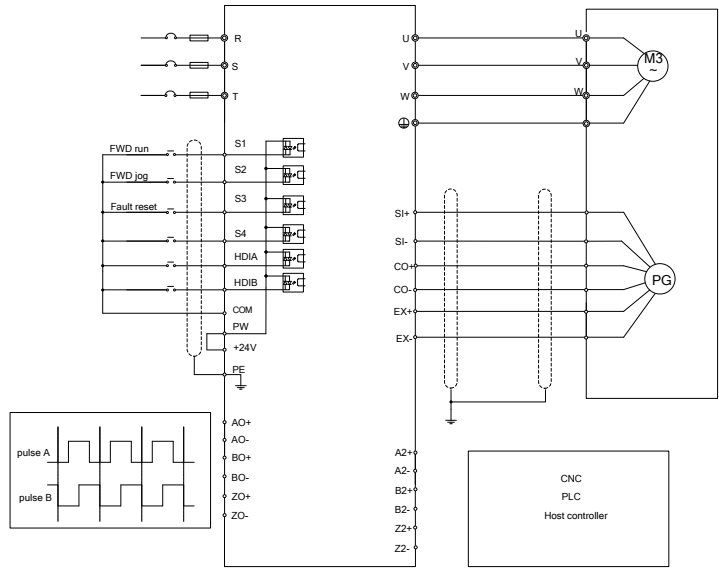 R
S
T
FWD run
FWD jog
Fault reset
S1
S2
S3
S4
HDIA
HDIB
COM
PW
+24V
PE
AO+
AO-
BO+
BO-
ZO+
ZO-
pulse A
pulse B
U
V
W
SI+
SI-
CO+
CO-
EX+
EX-
A2+
A2-
B2+
B2-
Z2+
Z2-
U
V
W
M3
~
PG
CNC
PLC
Host controller